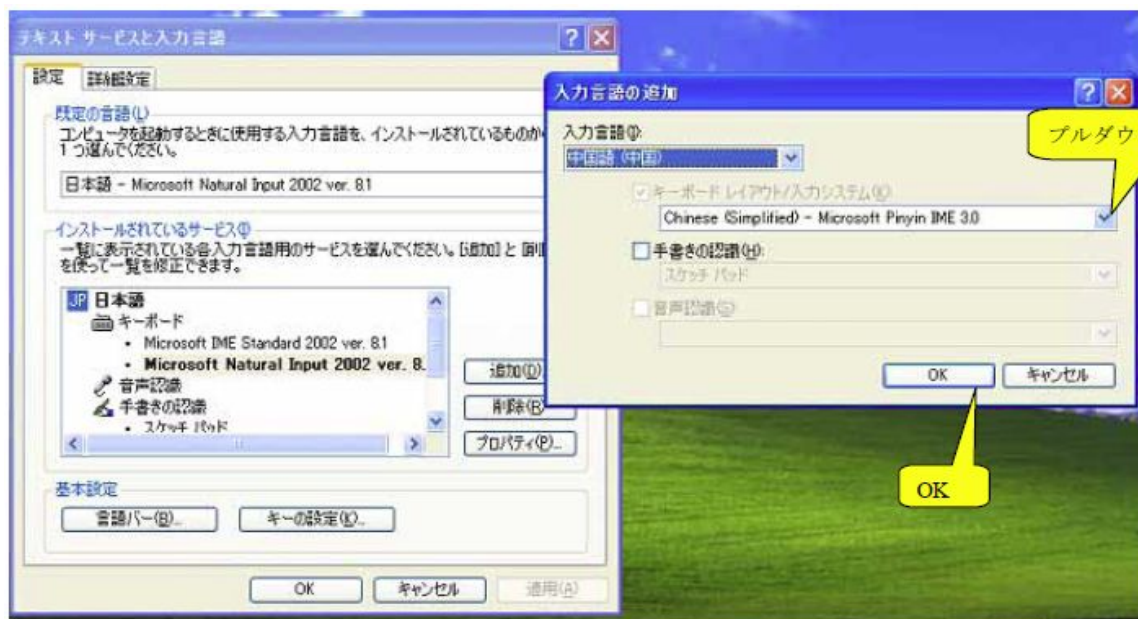 テキスト サービスと入力言語
設定
詳細設定
既定の言語(L)
コンピュータを起動するときに使用する入力言語を、インストールされているものか
1 つ選んでください。
日本語 - Microsoft Natural Input 2002 ver. 8.1
インストールされているサービス(I)
一覧に表示されている各入力言語用のサービスを選んでください。[追加] と [削
を使って一覧を修正できます。
JP 日本語
キーボード
• Microsoft IME Standard 2002 ver. 8.1
• Microsoft Natural Input 2002 ver. 8.
音声認識
手書きの認識
• スケッチ パッド
追加(D)
削除(R)
プロパティ(P)...
基本設定
言語バー(B)...
キーの設定(K)...
OK
キャンセル
適用(A)
入力言語の追加
入力言語(I):
中国語 (中国)
プルダウ
キーボード レイアウト/入力システム(K)
Chinese (Simplified) - Microsoft Pinyin IME 3.0
手書きの認識(H):
スケッチ パッド
音声認識(S)
OK
キャンセル
OK